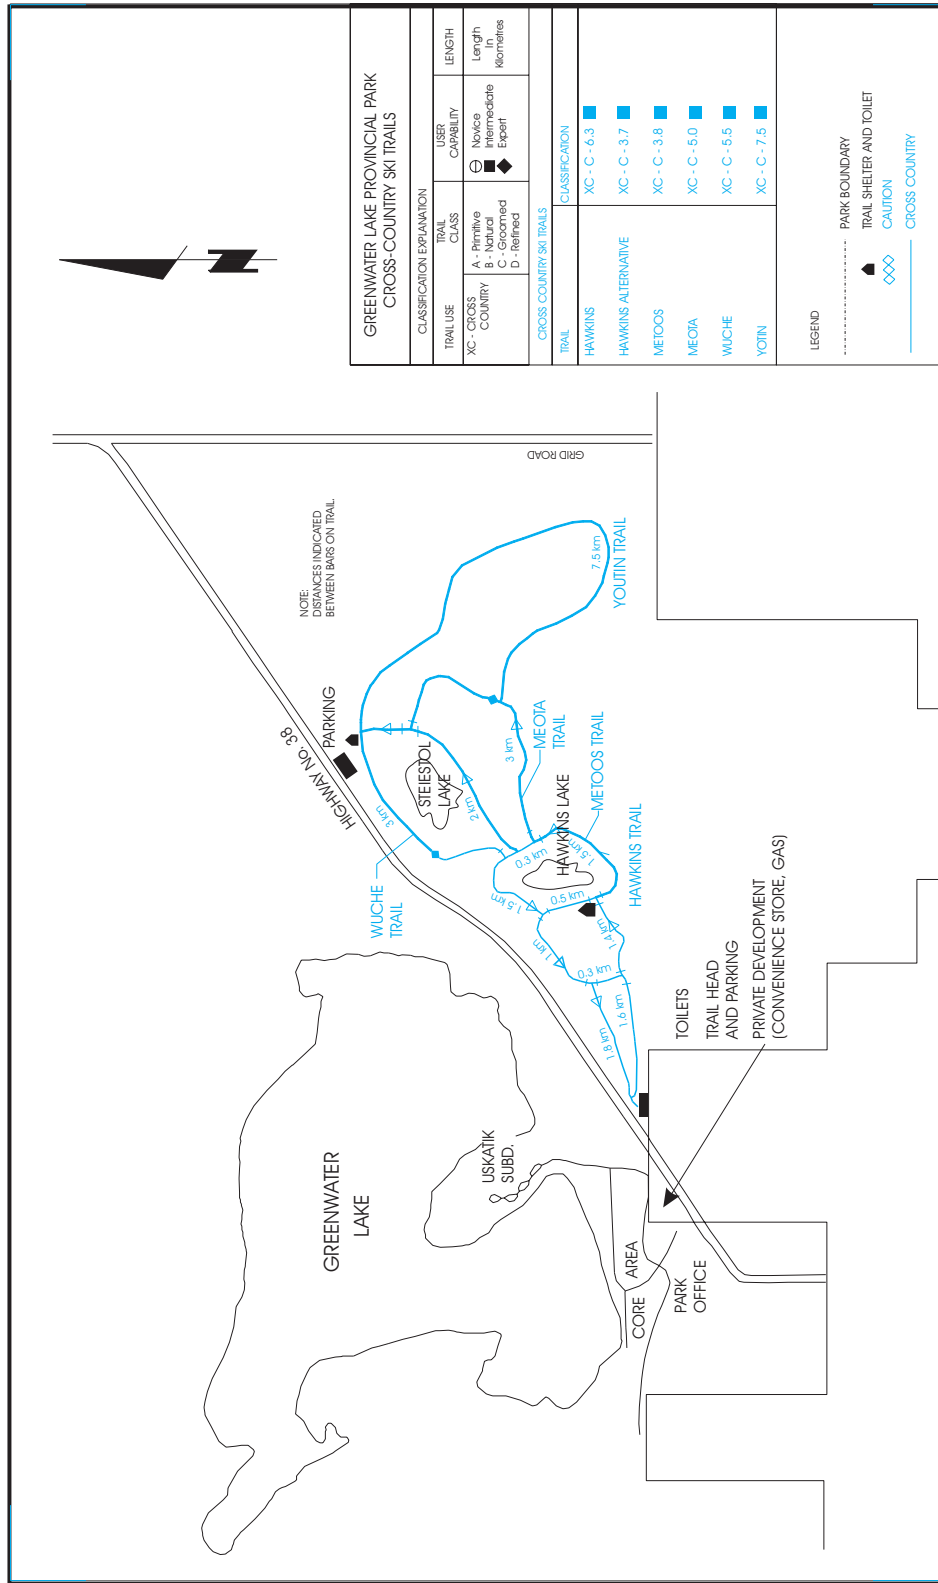 GREENWATER LAKE PROVINCIAL PARK
CROSS-COUNTRY SKI TRAILS
CLASSIFICATION EXPLANATION
TRAIL USE
TRAIL
CLASS
USER
CAPABILITY
LENGTH
XC - CROSS
COUNTRY
A - Primitive
B - Natural
C - Groomed
D - Refined
Novice
Intermediate
Expert
Length
In
Kilometres
CROSS COUNTRY SKI TRAILS
TRAIL CLASSIFICATION
HAWKINS XC - C - 6.3
HAWKINS ALTERNATIVE XC - C - 3.7
METOOS XC - C - 3.8
MEOTA XC - C - 5.0
WUCHE XC - C - 5.5
YOTIN XC - C - 7.5
LEGEND
PARK BOUNDARY
TRAIL SHELTER AND TOILET
CAUTION
CROSS COUNTRY
N
NOTE:
DISTANCES INDICATED
BETWEEN BARS ON TRAIL.
GRID ROAD
HIGHWAY No. 38
PARKING
3 km
STEIESTOL
LAKE
2 km
WUCHE
TRAIL
7.5 km
YOUTIN TRAIL
3 km
MEOTA
TRAIL
METOOS TRAIL
HAWKINS LAKE
0.3 km
1.5 km
1.5 km
0.5 km
HAWKINS TRAIL
1 km
1.4 km
0.3 km
1.8 km
1.6 km
TOILETS
TRAIL HEAD
AND PARKING
PRIVATE DEVELOPMENT
(CONVENIENCE STORE, GAS)
GREENWATER
LAKE
USKATIK
SUBD.
CORE AREA
PARK
OFFICE